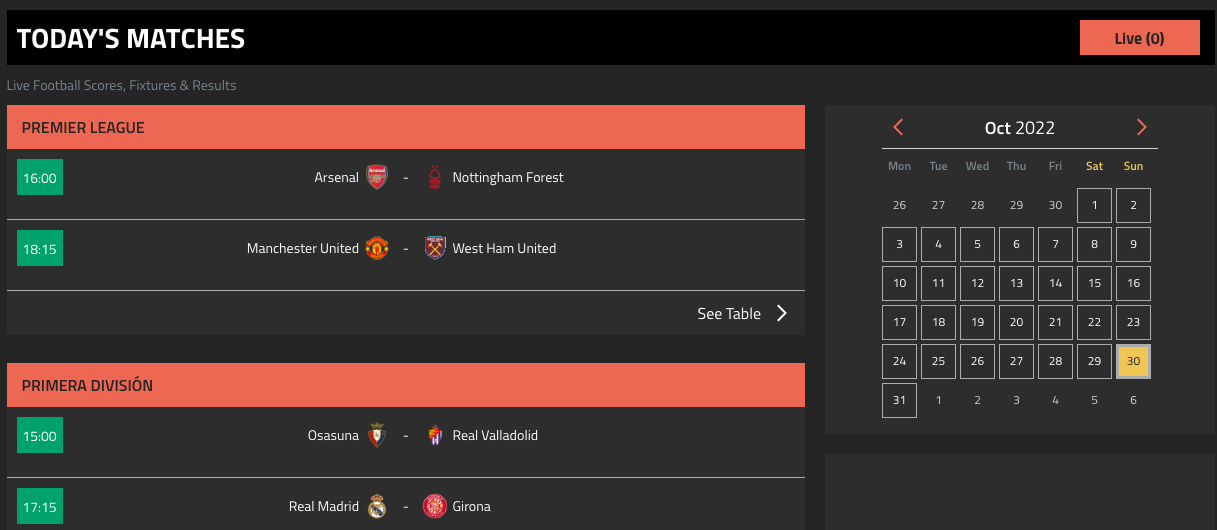 TODAY'S MATCHES
Live (0)
Live Football Scores, Fixtures & Results
PREMIER LEAGUE
16:00 Arsenal - Nottingham Forest
18:15 Manchester United - West Ham United
See Table
PRIMERA DIVISIÓN
15:00 Osasuna - Real Valladolid
17:15 Real Madrid - Girona
Oct 2022
Mon Tue Wed Thu Fri Sat Sun
26 27 28 29 30 1 2
3 4 5 6 7 8 9
10 11 12 13 14 15 16
17 18 19 20 21 22 23
24 25 26 27 28 29 30
31 1 2 3 4 5 6